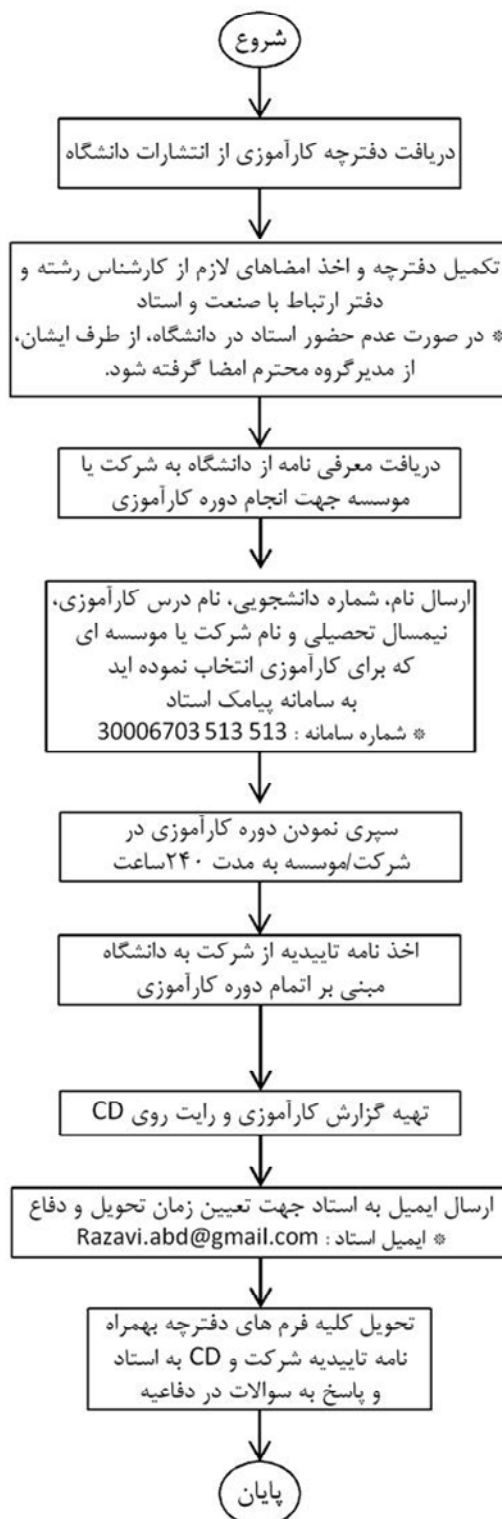 شروع
دریافت دفترچه کارآموزی از انتشارات دانشگاه
تکمیل دفترچه و اخذ امضاهای لازم از کارشناس رشته و
دفتر ارتباط با صنعت و استاد
* در صورت عدم حضور استاد در دانشگاه، از طرف ایشان،
از مدیرگروه محترم امضا گرفته شود.
دریافت معرفی نامه از دانشگاه به شرکت یا
موسسه جهت انجام دوره کارآموزی
ارسال نام، شماره دانشجویی، نام درس کارآموزی،
نیمسال تحصیلی و نام شرکت یا موسسه ای
که برای کارآموزی انتخاب نموده اید
به سامانه پیامک استاد
* شماره سامانه : 30006703 513 513
سپری نمودن دوره کارآموزی در
شرکت/موسسه به مدت ۲۴۰ساعت
اخذ نامه تاییدیه از شرکت به دانشگاه
مبنی بر اتمام دوره کارآموزی
تهیه گزارش کارآموزی و رایت روی CD
ارسال ایمیل به استاد جهت تعیین زمان تحویل و دفاع
* ایمیل استاد : Razavi.abd@gmail.com
تحویل کلیه فرم های دفترچه بهمراه
نامه تاییدیه شرکت و CD به استاد
و پاسخ به سوالات در دفاعیه
پایان